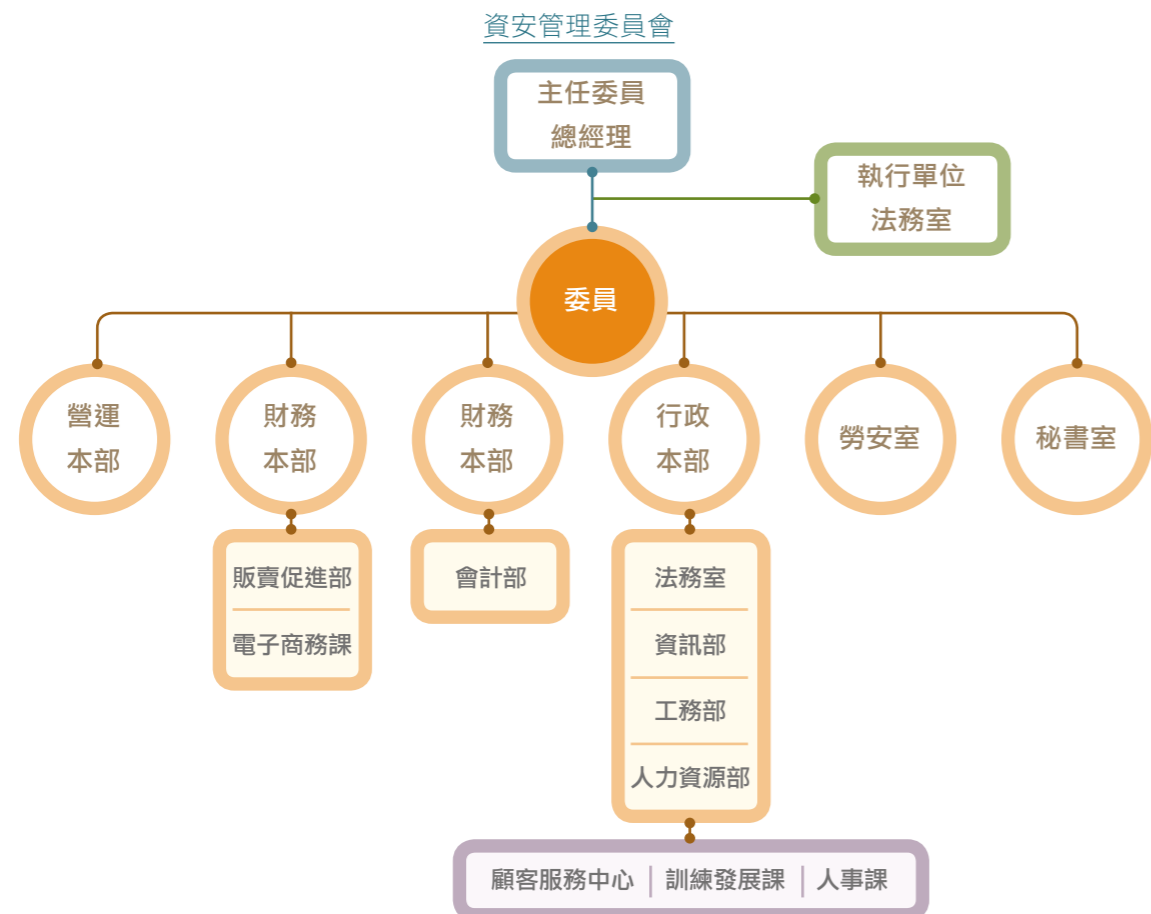 資安管理委員會
主任委員
總經理
執行單位
法務室
委員
營運
本部
財務
本部
財務
本部
行政
本部
勞安室
秘書室
販賣促進部
電子商務課
會計部
法務室
資訊部
工務部
人力資源部
顧客服務中心｜訓練發展課｜人事課